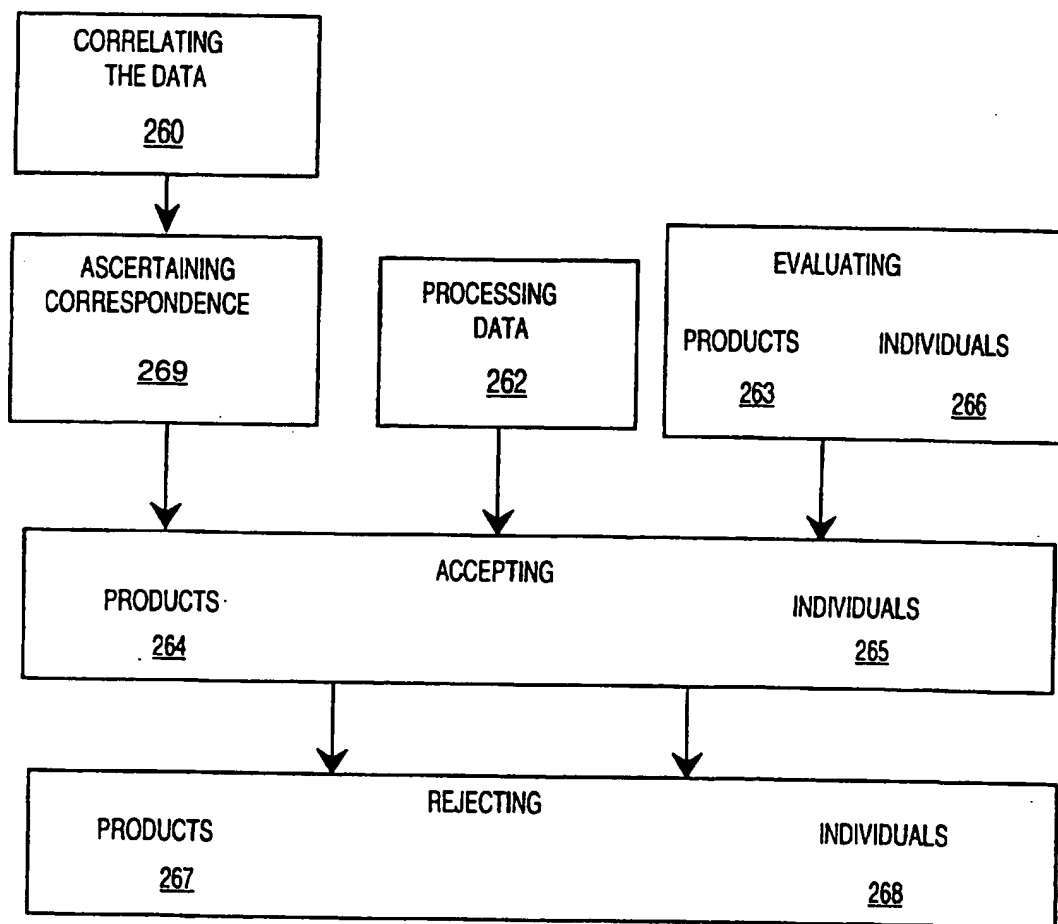 CORRELATING
THE DATA
260
ASCERTAINING
CORRESPONDENCE
269
PROCESSING
DATA
262
EVALUATING
PRODUCTS INDIVIDUALS
263 266
ACCEPTING
PRODUCTS INDIVIDUALS
264 265
REJECTING
PRODUCTS INDIVIDUALS
267 268